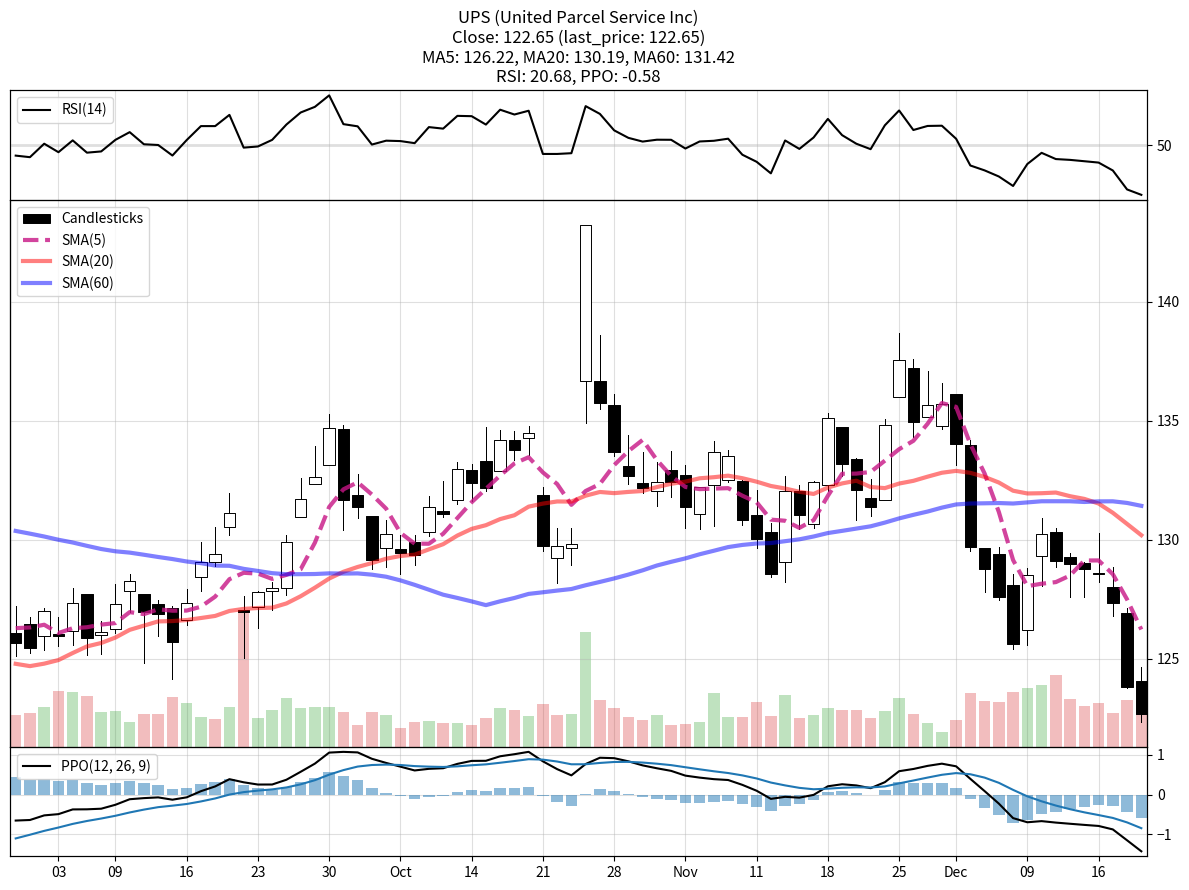 UPS (United Parcel Service Inc)
Close: 122.65 (last_price: 122.65)
MA5: 126.22, MA20: 130.19, MA60: 131.42
RSI: 20.68, PPO: -0.58
RSI(14)
50
Candlesticks
SMA(5)
SMA(20)
SMA(60)
140
135
130
125
PPO(12, 26, 9)
1
0
−1
03 09 16 23 30 Oct 14 21 28 Nov 11 18 25 Dec 09 16